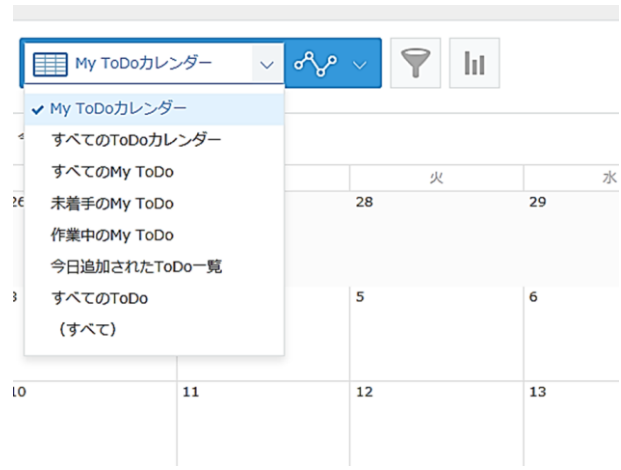 My ToDoカレンダー
My ToDoカレンダー
すべてのToDoカレンダー
すべてのMy ToDo
未着手のMy ToDo
作業中のMy ToDo
今日追加されたToDo一覧
すべてのToDo
（すべて）
火 水
26 28 29
5 6
10 11 12 13